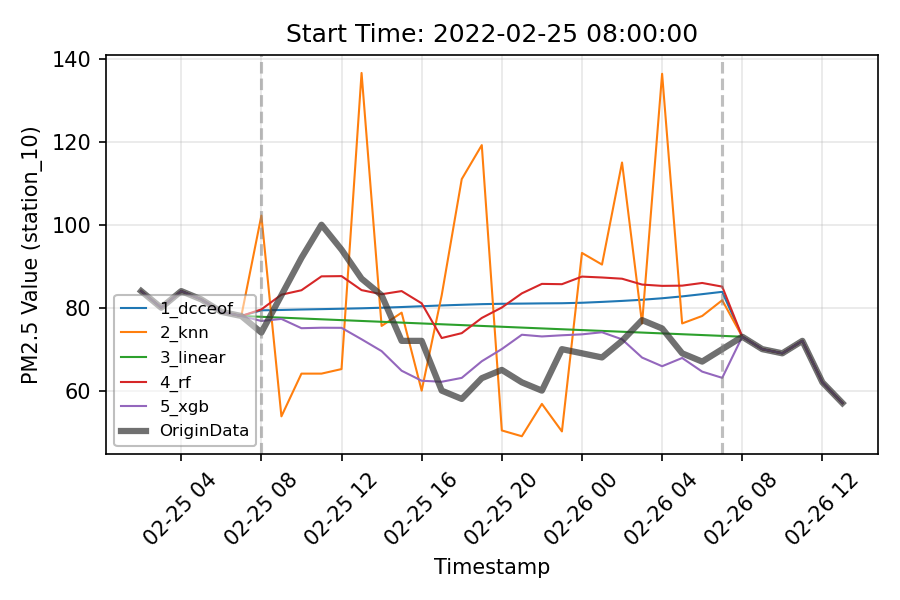 Start Time: 2022-02-25 08:00:00
PM2.5 Value (station_10)
140
120
100
80
60
1_dcceof
2_knn
3_linear
4_rf
5_xgb
OriginData
02-25 04
02-25 08
02-25 12
02-25 16
02-25 20
02-26 00
02-26 04
02-26 08
02-26 12
Timestamp